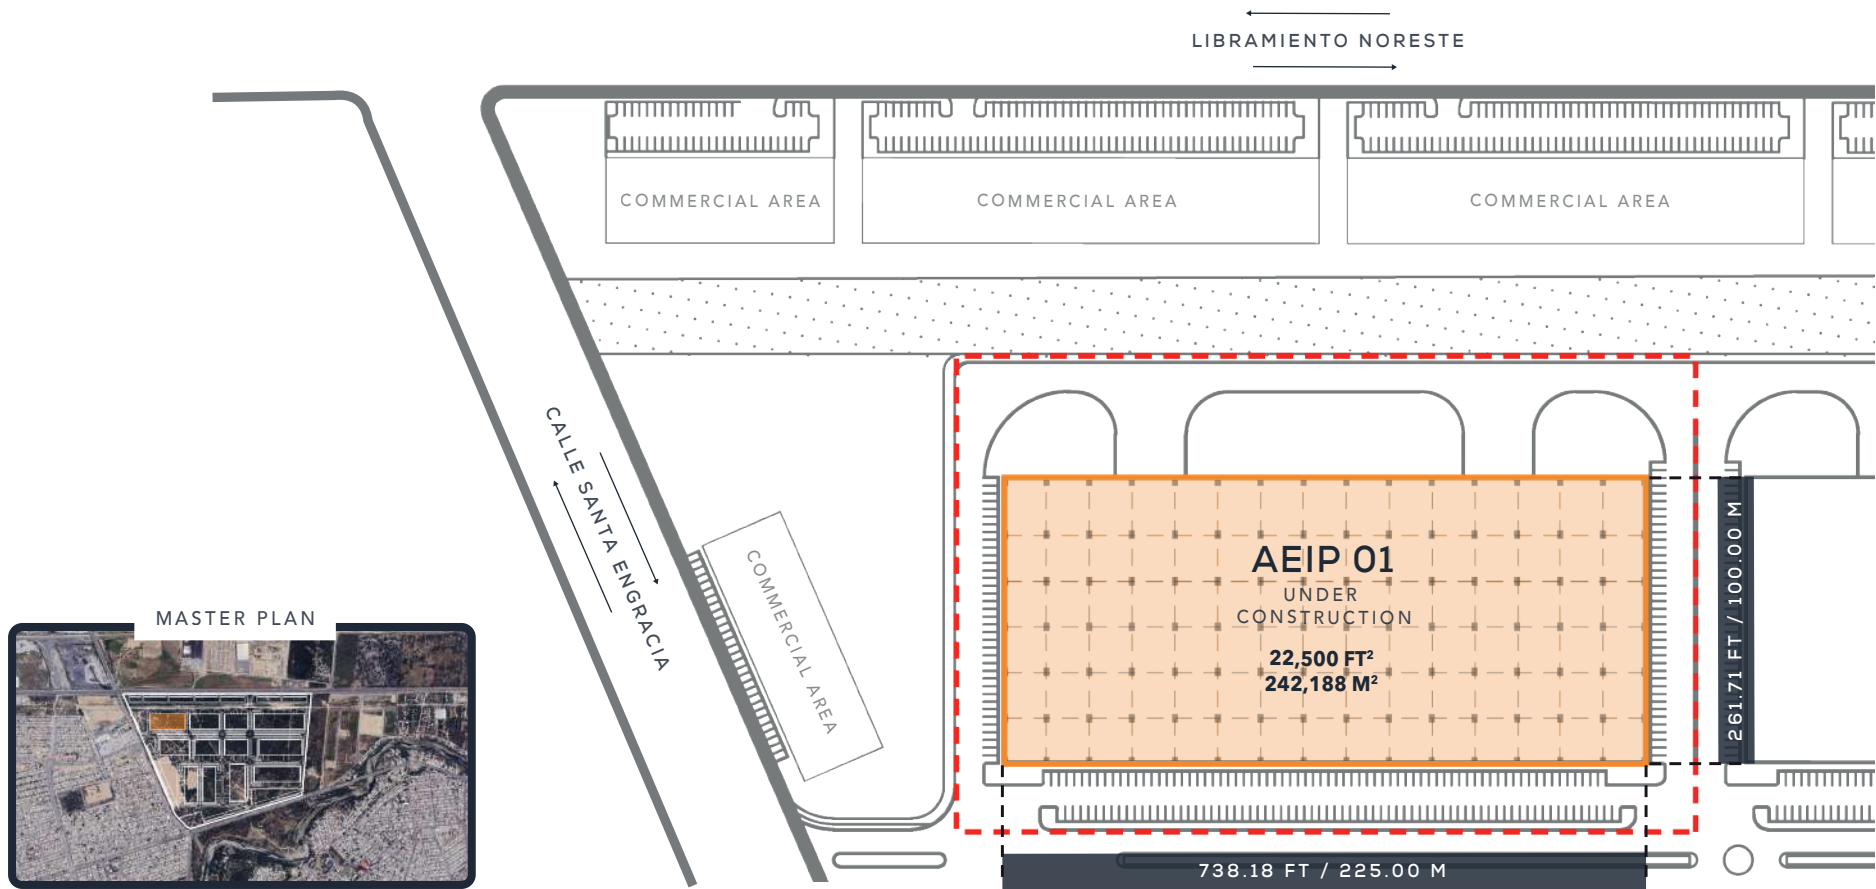 LIBRAMIENTO NORESTE
COMMERCIAL AREA
COMMERCIAL AREA
COMMERCIAL AREA
CALLE SANTA ENGRACIA
COMMERCIAL AREA
AEIP 01
UNDER
CONSTRUCTION
22,500 FT²
242,188 M²
261.71 FT / 100.00 M
738.18 FT / 225.00 M
MASTER PLAN